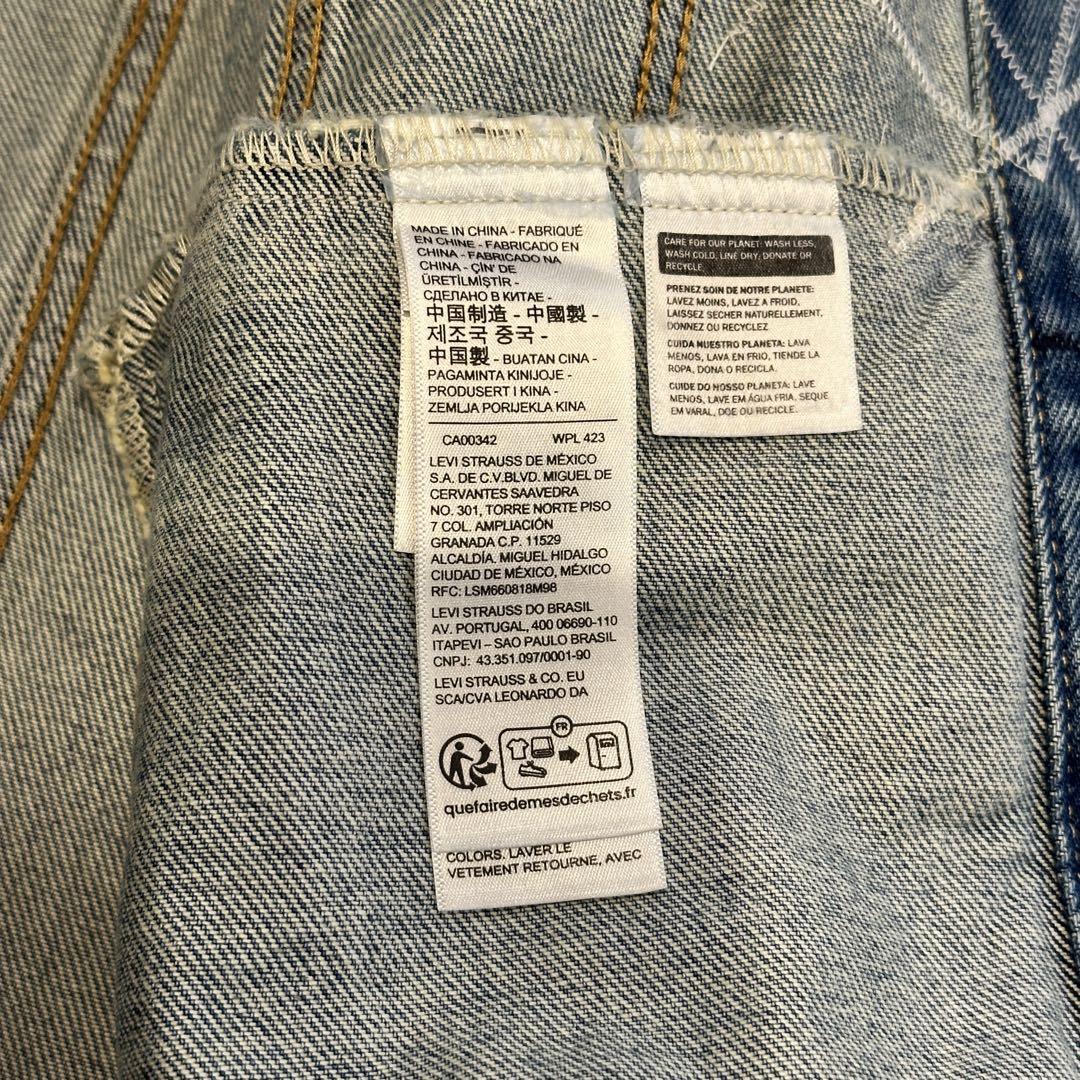 MADE IN CHINA - FABRIQUÉ
EN CHINE - FABRICADO EN
CHINA - FABRICADO NA
CHINA - ÇIN' DE
ÜRETİLMİŞTİR -
СДЕЛАНО В КИТАЕ -
中国制造 - 中國製 -
제조국 중국 -
中国製 - BUATAN CINA -
PAGAMINTA KINIJOJE -
PRODUSERT I KINA -
ZEMLJA PORIJEKLA KINA
CA00342 WPL 423
LEVI STRAUSS DE MÉXICO
S.A. DE C.V.BLVD. MIGUEL DE
CERVANTES SAAVEDRA
NO. 301, TORRE NORTE PISO
7 COL. AMPLIACIÓN
GRANADA C.P. 11529
ALCALDÍA. MIGUEL HIDALGO
CIUDAD DE MÉXICO, MÉXICO
RFC: LSM660818M98
LEVI STRAUSS DO BRASIL
AV. PORTUGAL, 400 06690-110
ITAPEVI – SAO PAULO BRASIL
CNPJ: 43.351.097/0001-90
LEVI STRAUSS & CO. EU
SCA/CVA LEONARDO DA
FR
quefairedemesdechets.fr
COLORS. LAVER LE
VETEMENT RETOURNE, AVEC
CARE FOR OUR PLANET: WASH LESS,
WASH COLD, LINE DRY, DONATE OR
RECYCLE
PRENEZ SOIN DE NOTRE PLANETE:
LAVEZ MOINS, LAVEZ A FROID,
LAISSEZ SECHER NATURELLEMENT,
DONNEZ OU RECYCLEZ
CUIDA NUESTRO PLANETA: LAVA
MENOS, LAVA EN FRIO, TIENDE LA
ROPA, DONA O RECICLA.
CUIDE DO NOSSO PLANETA: LAVE
MENOS, LAVE EM ÁGUA FRIA, SEQUE
EM VARAL, DOE OU RECICLE.